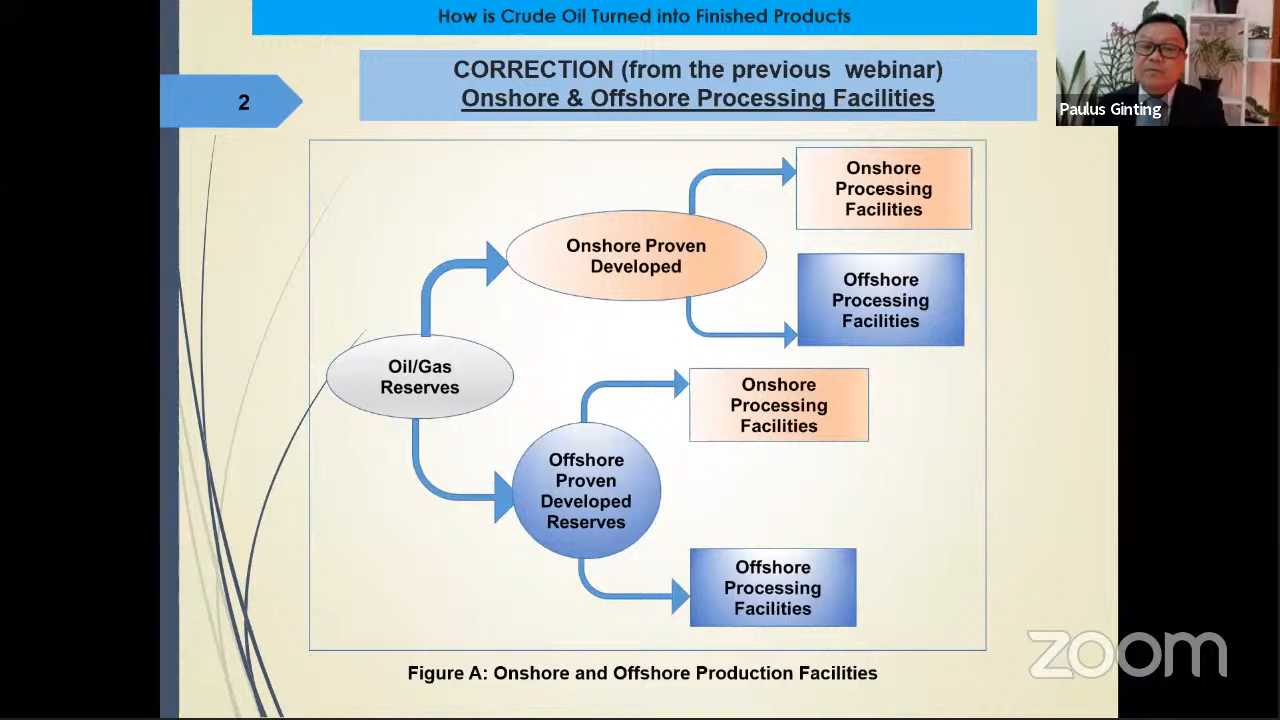 How is Crude Oil Turned into Finished Products
CORRECTION (from the previous webinar)
Onshore & Offshore Processing Facilities
2
Paulus Ginting
Onshore
Processing
Facilities
Onshore Proven
Developed
Offshore
Processing
Facilities
Oil/Gas
Reserves
Onshore
Processing
Facilities
Offshore
Proven
Developed
Reserves
Offshore
Processing
Facilities
Figure A: Onshore and Offshore Production Facilities
zoom